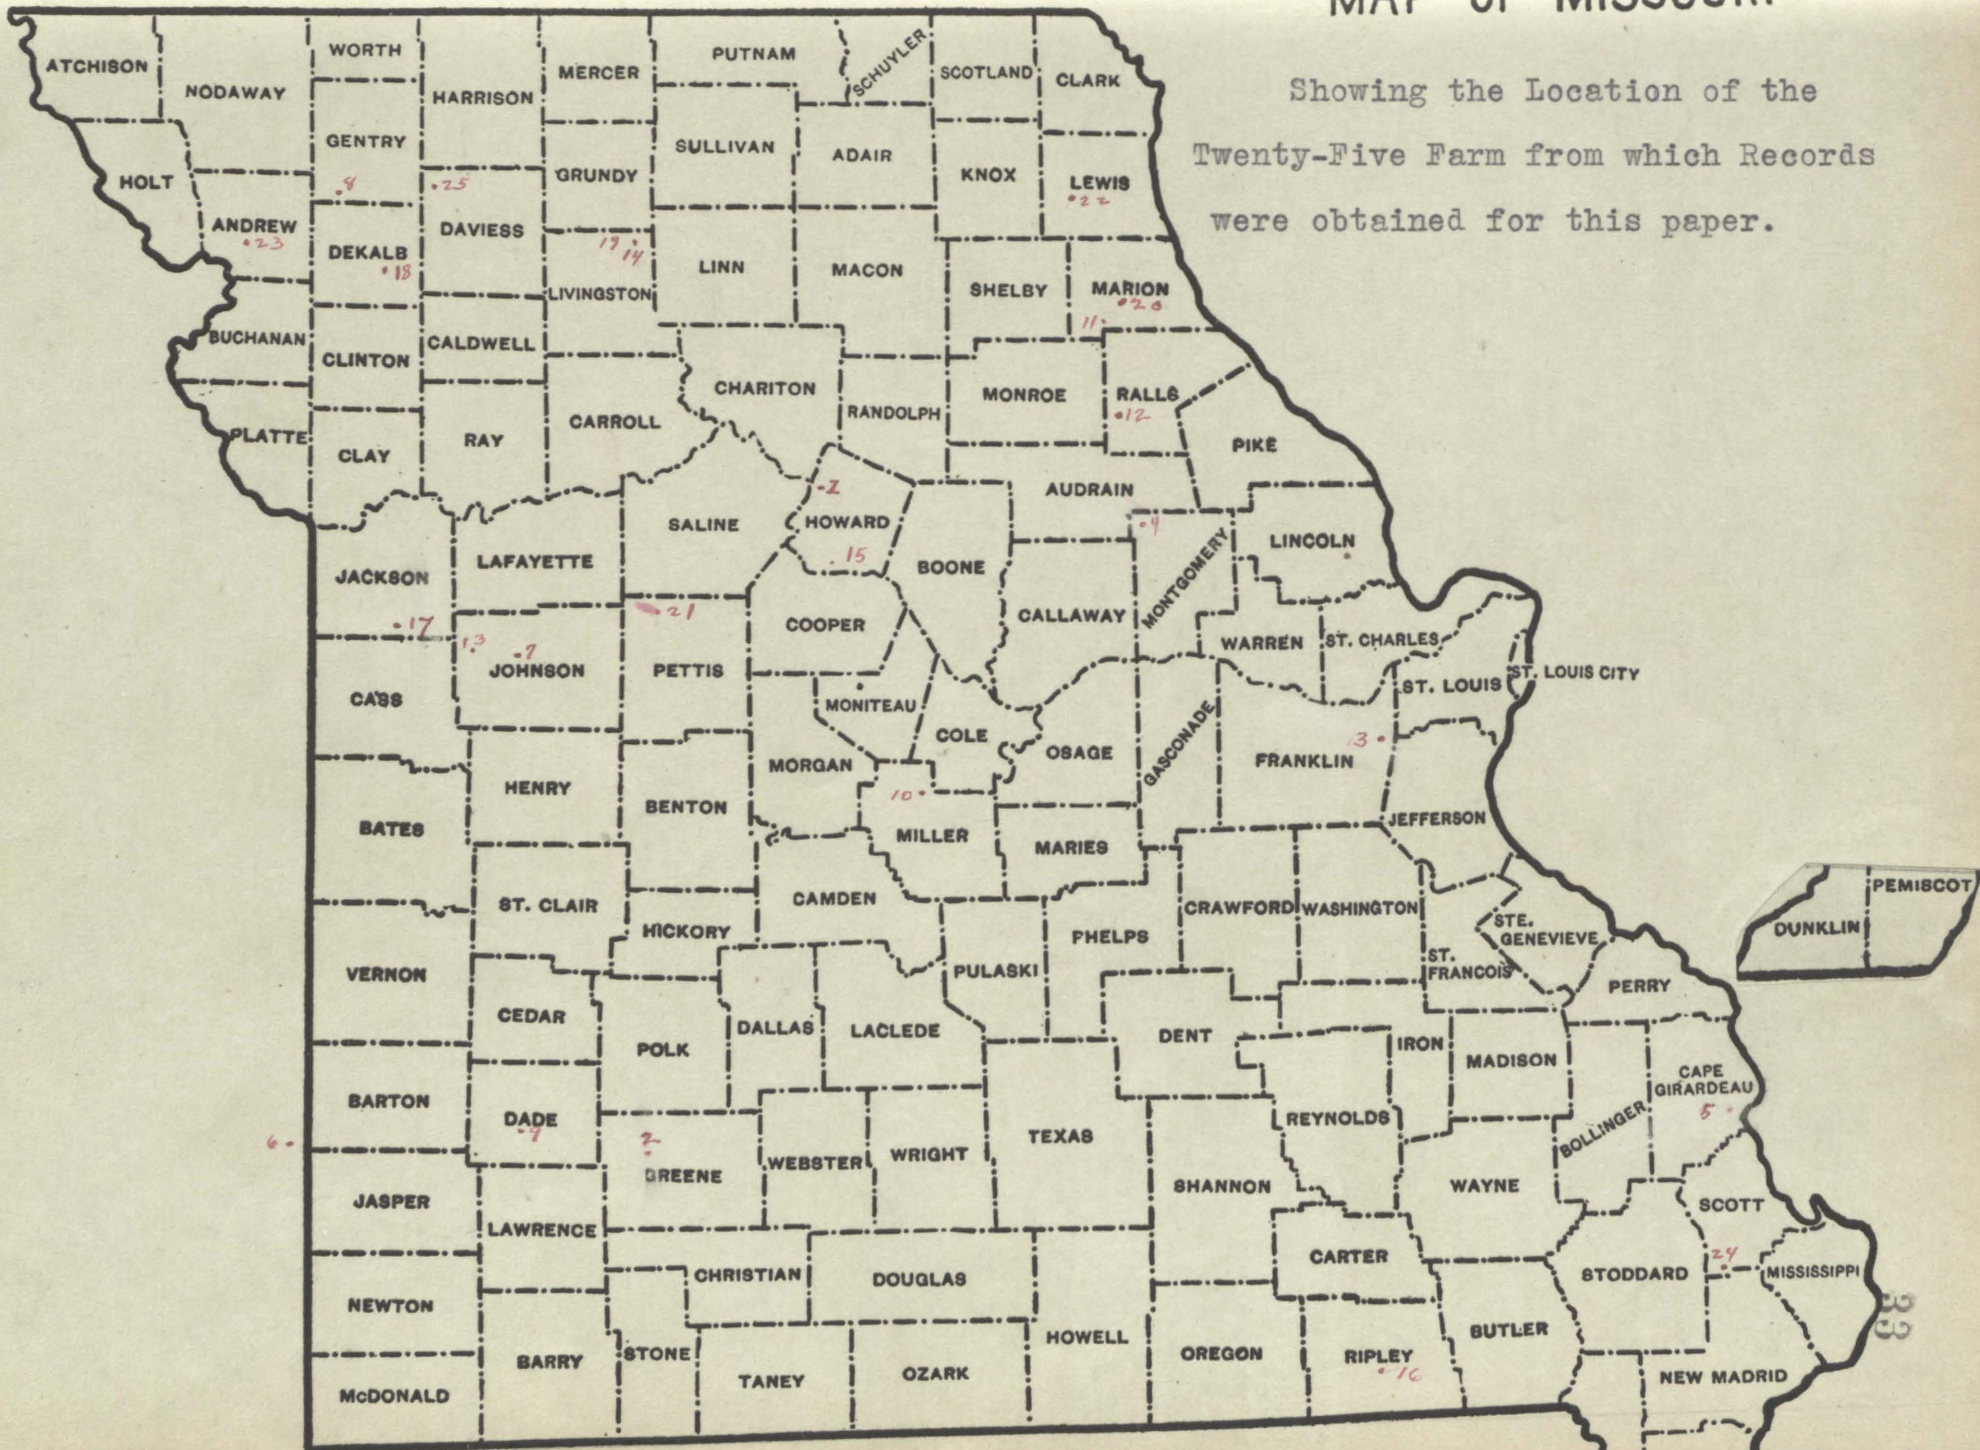 MAP OF MISSOURI
Showing the Location of the
Twenty-Five Farm from which Records
were obtained for this paper.
ATCHISON
NODAWAY
WORTH
HARRISON
MERCER
PUTNAM
SCHUYLER
SCOTLAND
CLARK
GENTRY
.8
.25
HOLT
ANDREW
.23
DEKALB
.18
DAVIESS
GRUNDY
SULLIVAN
ADAIR
KNOX
LEWIS
.22
19
14
LIVINGSTON
LINN
MACON
SHELBY
MARION
.20
11.
BUCHANAN
CLINTON
CALDWELL
CHARITON
RANDOLPH
MONROE
RALLS
.12
PLATTE
CLAY
RAY
CARROLL
PIKE
AUDRAIN
SALINE
HOWARD
15
BOONE
LINCOLN
MONTGOMERY
JACKSON
.17
LAFAYETTE
.21
COOPER
CALLAWAY
WARREN
ST. CHARLES
13
.7
JOHNSON
PETTIS
CASS
MONITEAU
COLE
OSAGE
GASCONADE
FRANKLIN
3.
ST. LOUIS
ST. LOUIS CITY
HENRY
BENTON
MORGAN
10.
MILLER
MARIES
JEFFERSON
BATES
ST. CLAIR
HICKORY
CAMDEN
PHELPS
CRAWFORD
WASHINGTON
STE.
GENEVIEVE
ST.
FRANCOIS
PERRY
DUNKLIN
PEMISCOT
VERNON
CEDAR
POLK
DALLAS
LACLEDE
PULASKI
DENT
IRON
MADISON
CAPE
GIRARDEAU
5.
BARTON
6.
DADE
2
GREENE
WEBSTER
WRIGHT
TEXAS
REYNOLDS
BOLLINGER
JASPER
LAWRENCE
SHANNON
WAYNE
SCOTT
24
NEWTON
CHRISTIAN
DOUGLAS
CARTER
STODDARD
MISSISSIPPI
33
BARRY
STONE
TANEY
OZARK
HOWELL
OREGON
RIPLEY
.16
BUTLER
NEW MADRID
McDONALD